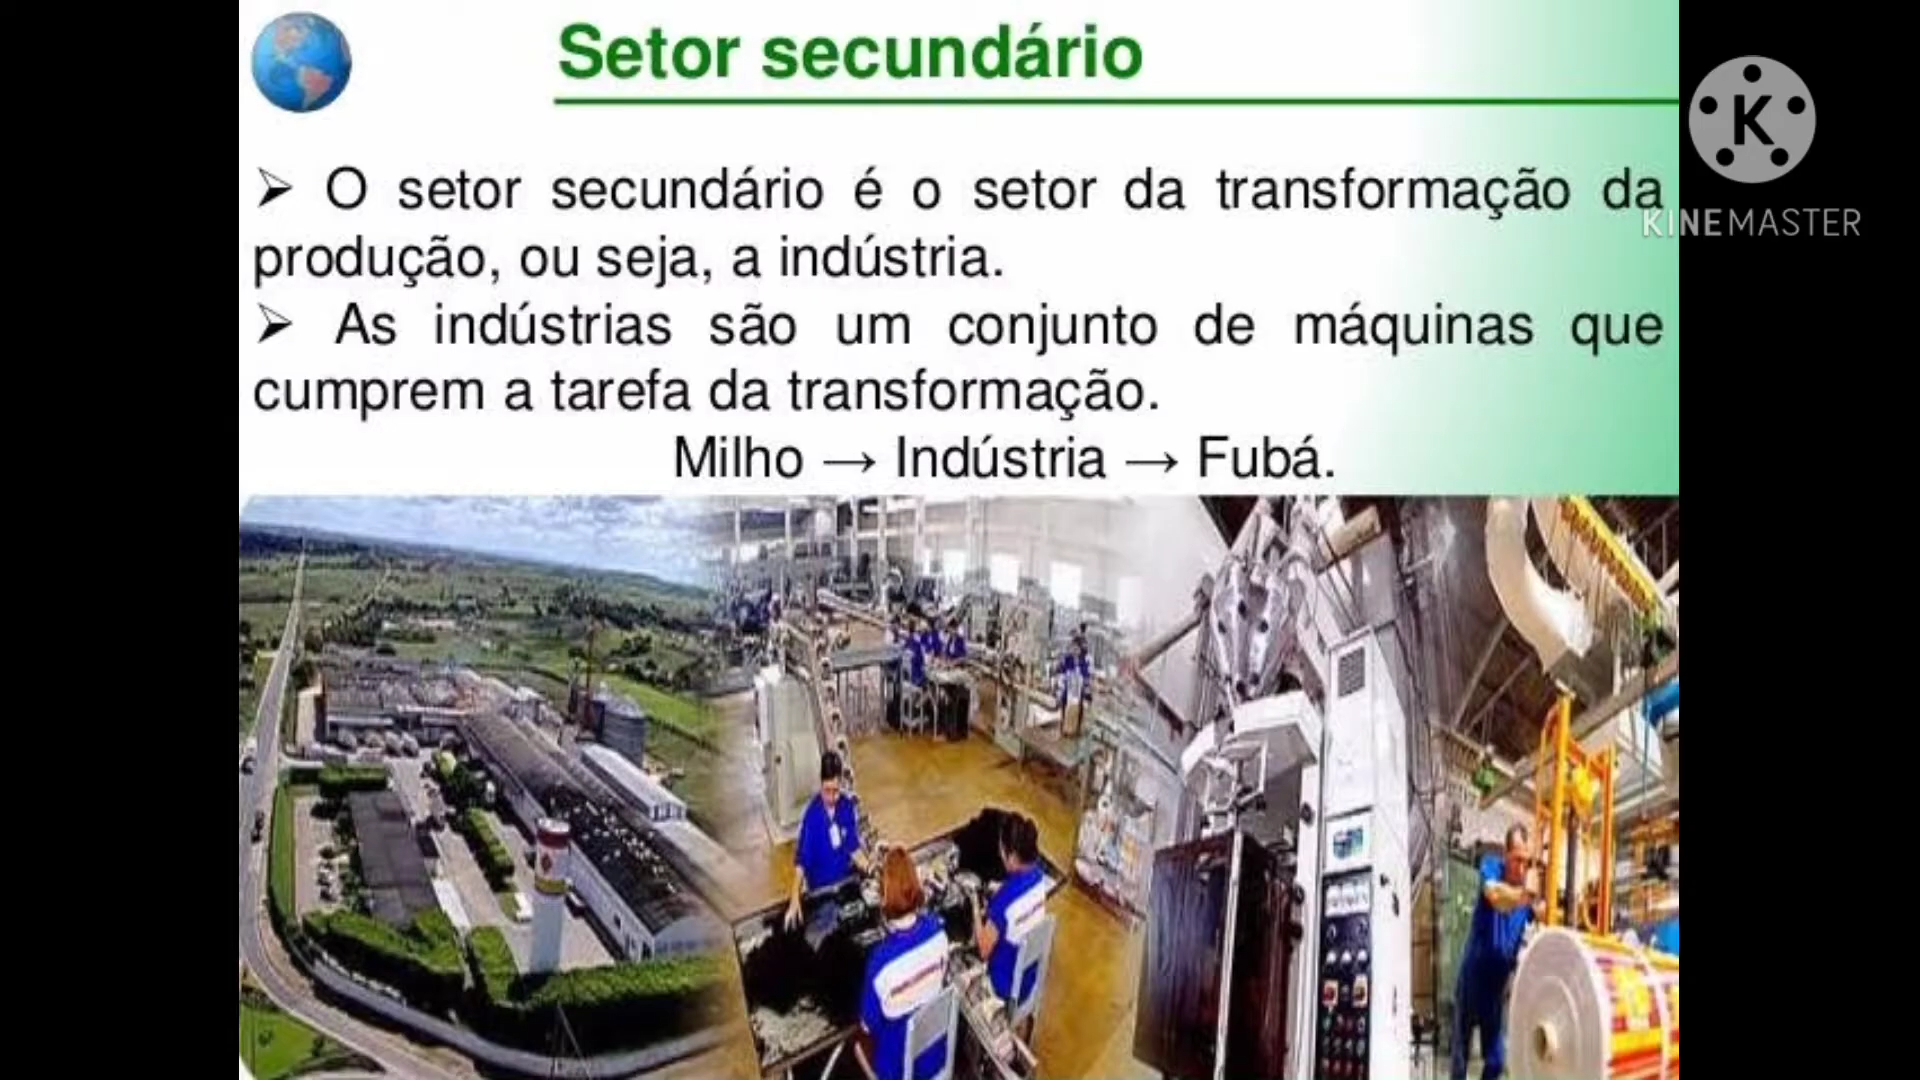 Setor secundário
➢ O setor secundário é o setor da transformação da
produção, ou seja, a indústria.
➢ As indústrias são um conjunto de máquinas que
cumprem a tarefa da transformação.
Milho → Indústria → Fubá.
K
KINEMASTER